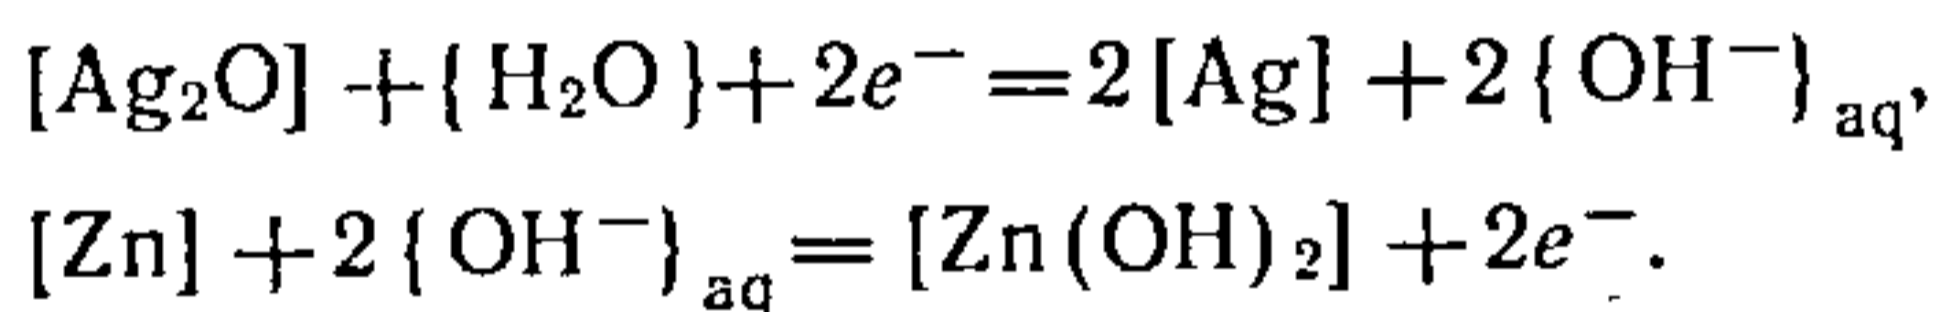 [Ag₂O] + {H₂O} + 2e⁻ = 2[Ag] + 2{OH⁻}aq,
[Zn] + 2{OH⁻}aq = [Zn(OH)₂] + 2e⁻.